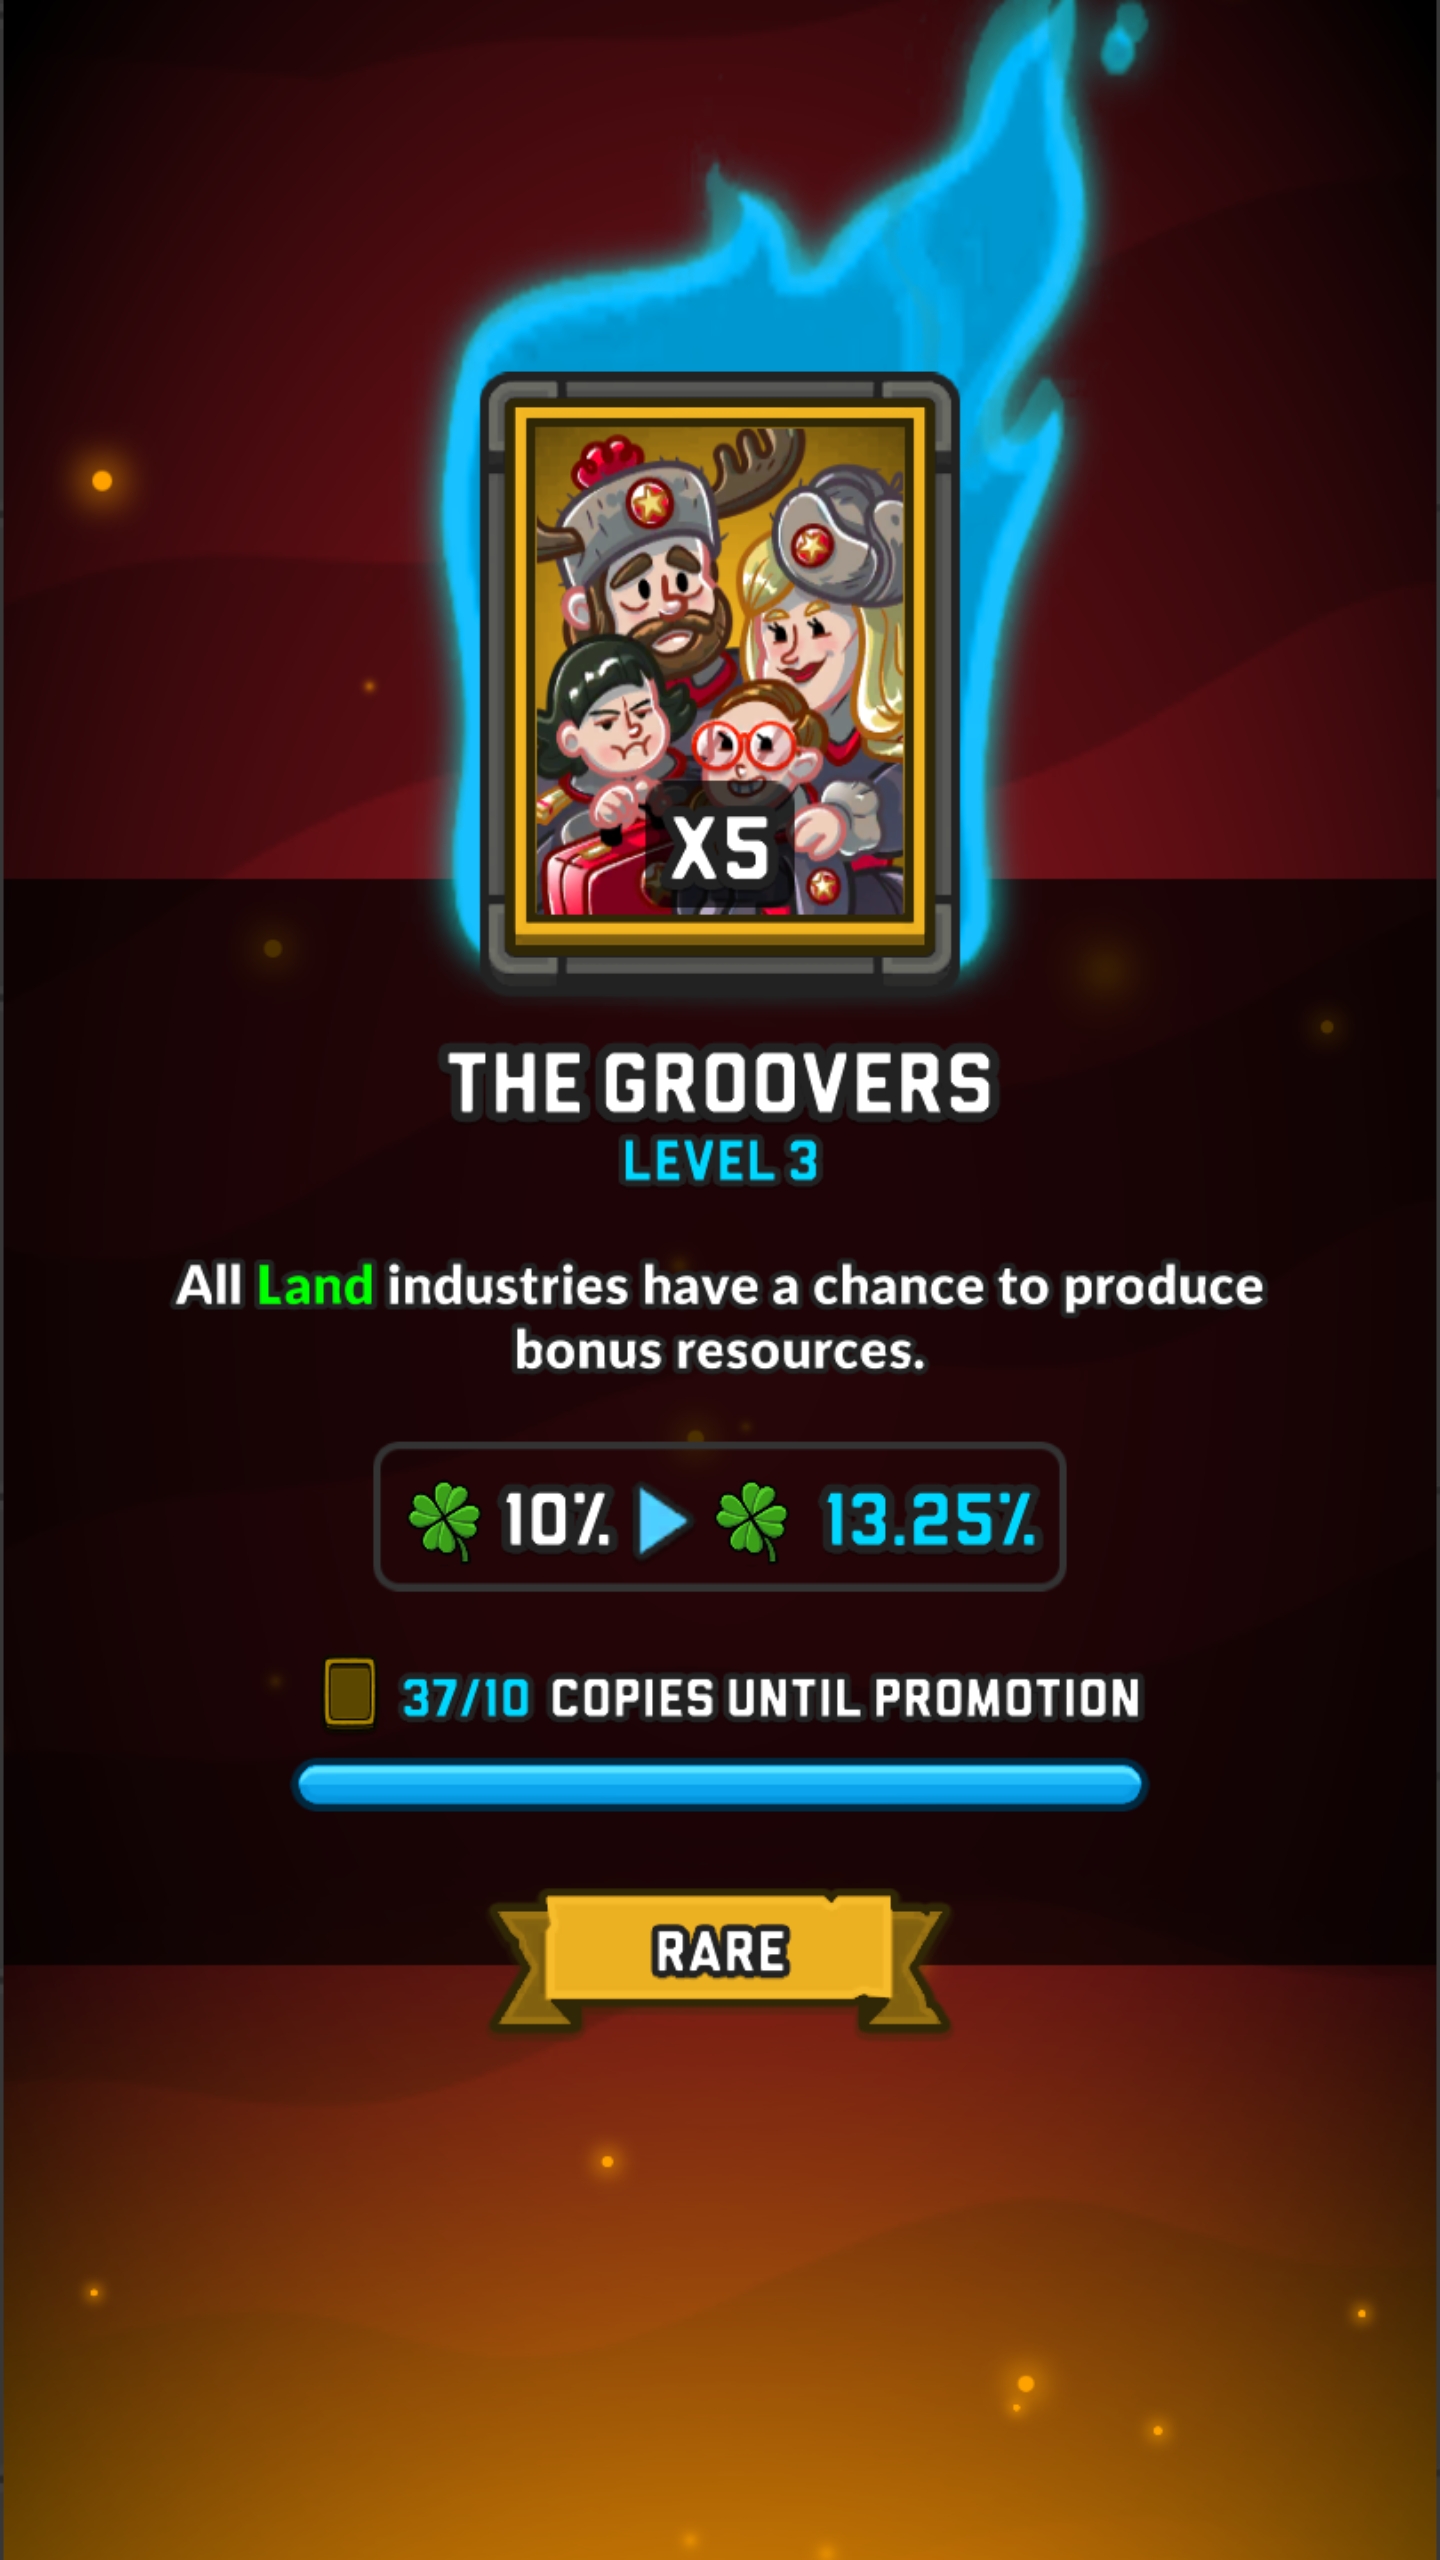 X5
THE GROOVERS
LEVEL 3
All Land industries have a chance to produce
bonus resources.
10% 13.25%
37/10 COPIES UNTIL PROMOTION
RARE